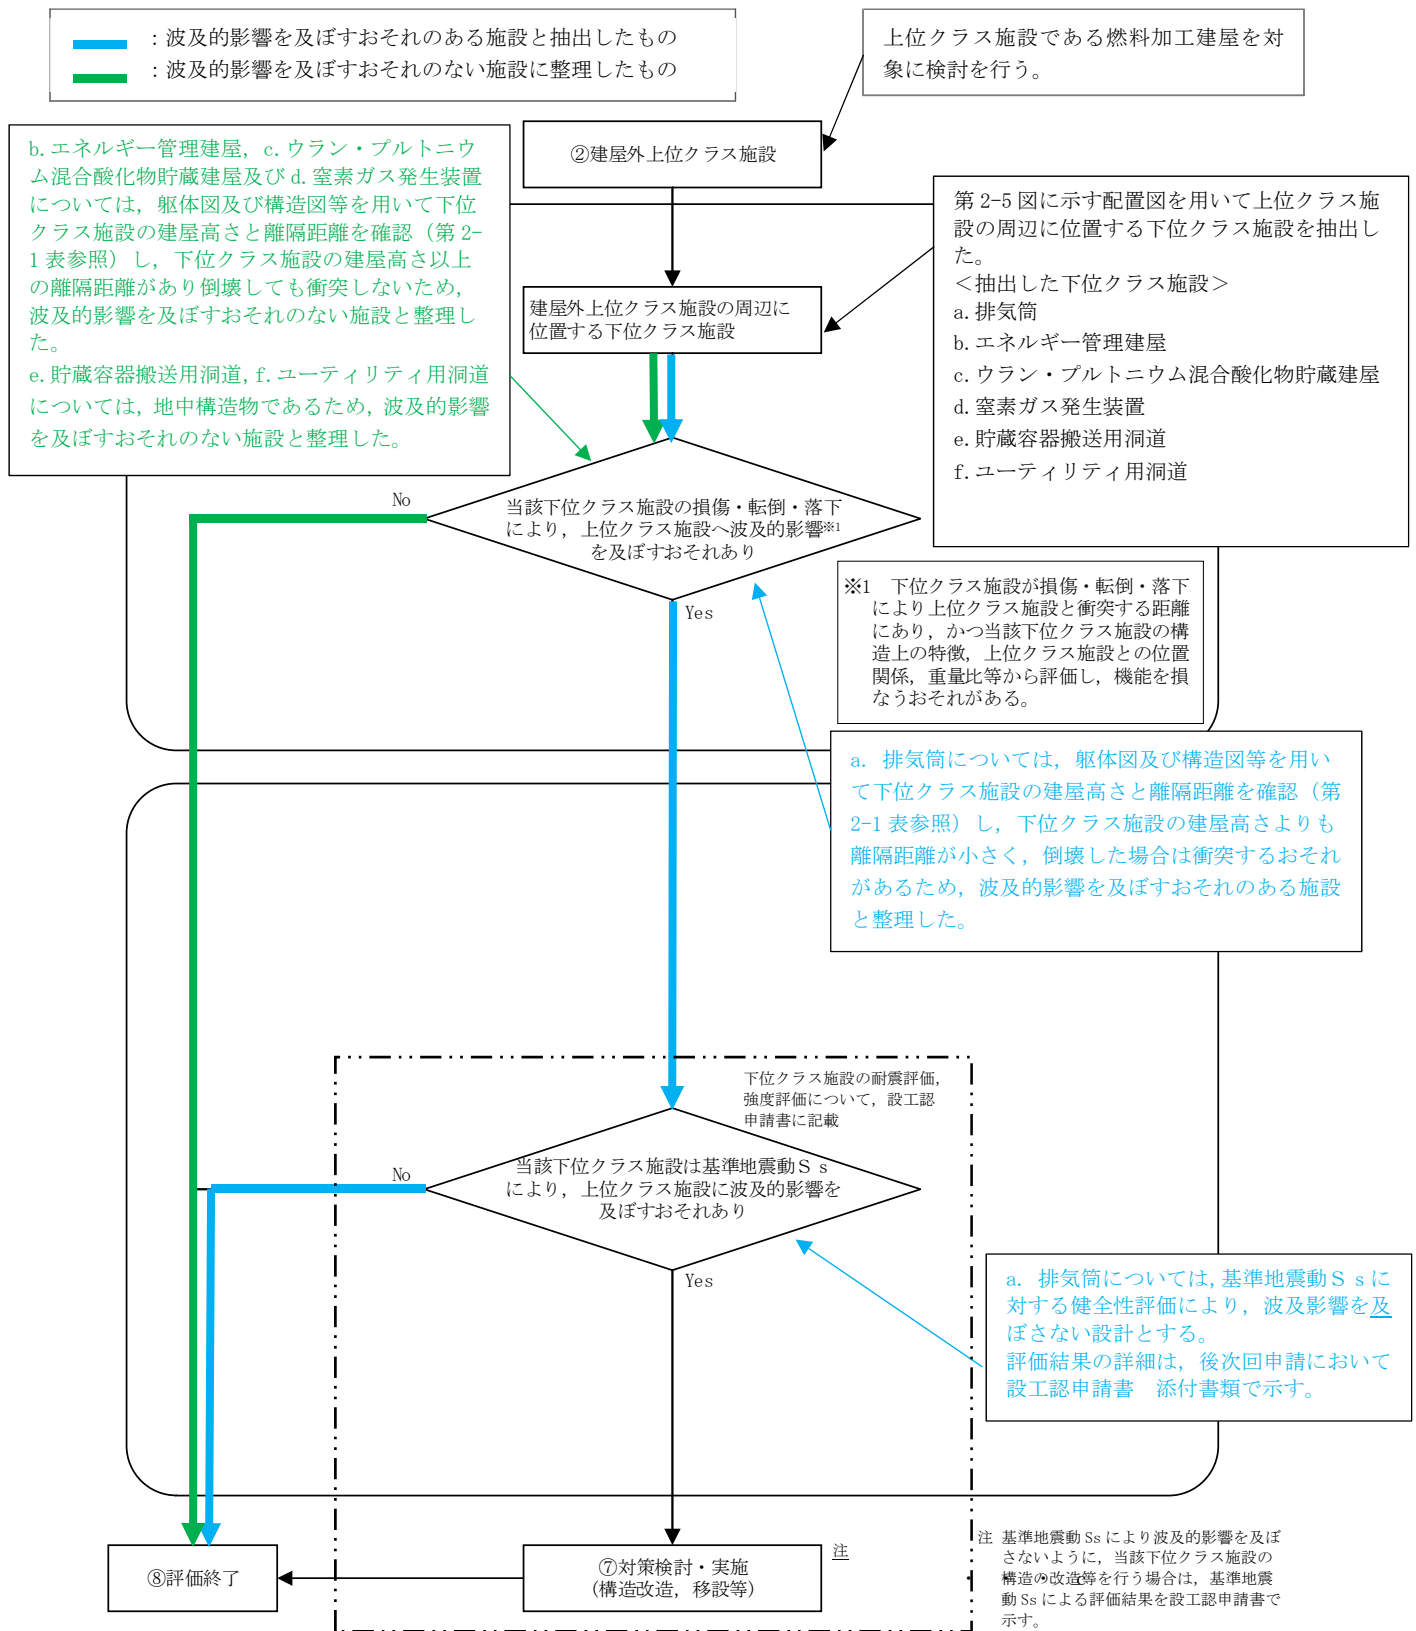 ：波及的影響を及ぼすおそれのある施設と抽出したもの
：波及的影響を及ぼすおそれのない施設に整理したもの
上位クラス施設である燃料加工建屋を対
象に検討を行う。
b.エネルギー管理建屋，c.ウラン・プルトニウ
ム混合酸化物貯蔵建屋及び d.窒素ガス発生装置
については，躯体図及び構造図等を用いて下位
クラス施設の建屋高さと離隔距離を確認（第 2-
1 表参照）し，下位クラス施設の建屋高さ以上
の離隔距離があり倒壊しても衝突しないため，
波及的影響を及ぼすおそれのない施設と整理し
た。
e.貯蔵容器搬送用洞道,f.ユーティリティ用洞道
については，地中構造物であるため,波及的影響
を及ぼすおそれのない施設と整理した。
②建屋外上位クラス施設
第 2-5 図に示す配置図を用いて上位クラス施
設の周辺に位置する下位クラス施設を抽出し
た。
＜抽出した下位クラス施設＞
a.排気筒
b.エネルギー管理建屋
c.ウラン・プルトニウム混合酸化物貯蔵建屋
d.窒素ガス発生装置
e.貯蔵容器搬送用洞道
f.ユーティリティ用洞道
建屋外上位クラス施設の周辺に
位置する下位クラス施設
No
当該下位クラス施設の損傷・転倒・落下
により，上位クラス施設へ波及的影響※1
を及ぼすおそれあり
Yes
※1　下位クラス施設が損傷・転倒・落下
により上位クラス施設と衝突する距離
にあり，かつ当該下位クラス施設の構
造上の特徴，上位クラス施設との位置
関係，重量比等から評価し，機能を損
なうおそれがある。
a. 排気筒については，躯体図及び構造図等を用い
て下位クラス施設の建屋高さと離隔距離を確認（第
2-1 表参照）し，下位クラス施設の建屋高さよりも
離隔距離が小さく，倒壊した場合は衝突するおそれ
があるため，波及的影響を及ぼすおそれのある施設
と整理した。
下位クラス施設の耐震評価，
強度評価について，設工認
申請書に記載
No
当該下位クラス施設は基準地震動Ｓｓ
により，上位クラス施設に波及的影響を
及ぼすおそれあり
Yes
a. 排気筒については,基準地震動Ｓｓに
対する健全性評価により，波及影響を及
ぼさない設計とする。
評価結果の詳細は，後次回申請において
設工認申請書　添付書類で示す。
⑧評価終了
⑦対策検討・実施
(構造改造，移設等)
注
注 基準地震動 Ss により波及的影響を及ぼ
さないように，当該下位クラス施設の
構造の改造等を行う場合は，基準地震
動 Ss による評価結果を設工認申請書で
示す。